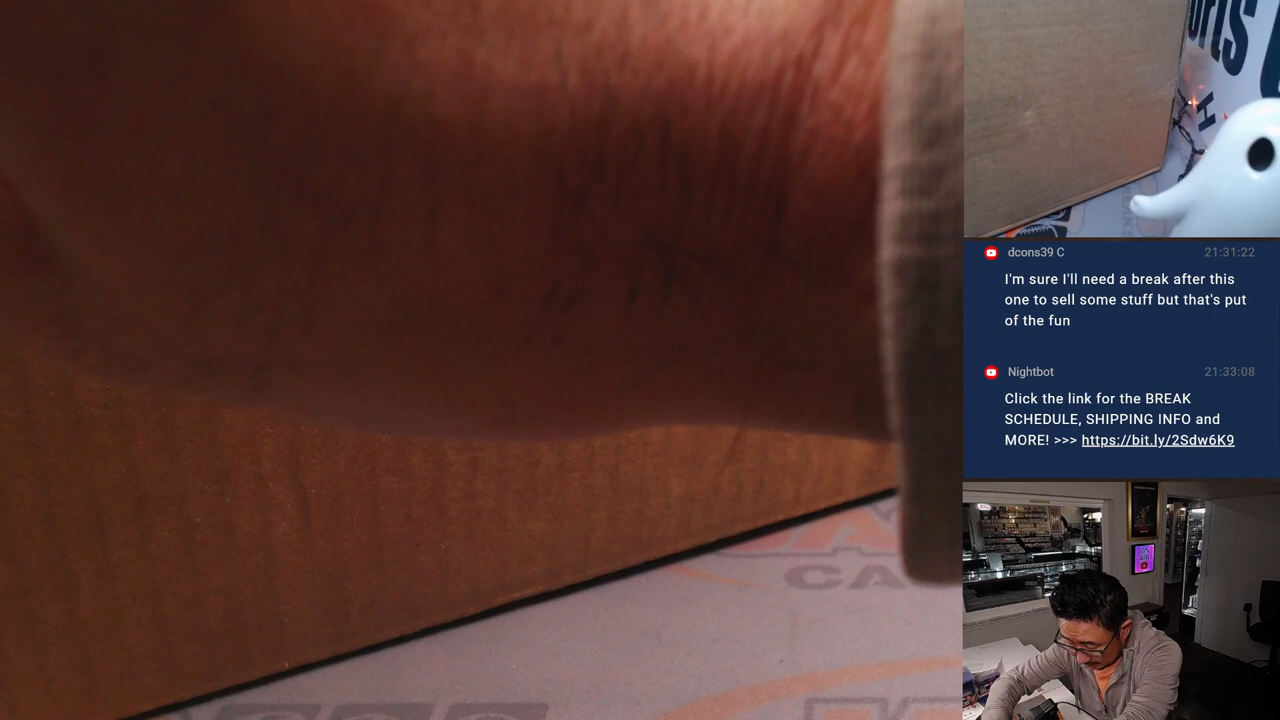 orts
H
CA
dcons39 C 21:31:22
I'm sure I'll need a break after this
one to sell some stuff but that's put
of the fun
Nightbot 21:33:08
Click the link for the BREAK
SCHEDULE, SHIPPING INFO and
MORE! >>> https://bit.ly/2Sdw6K9